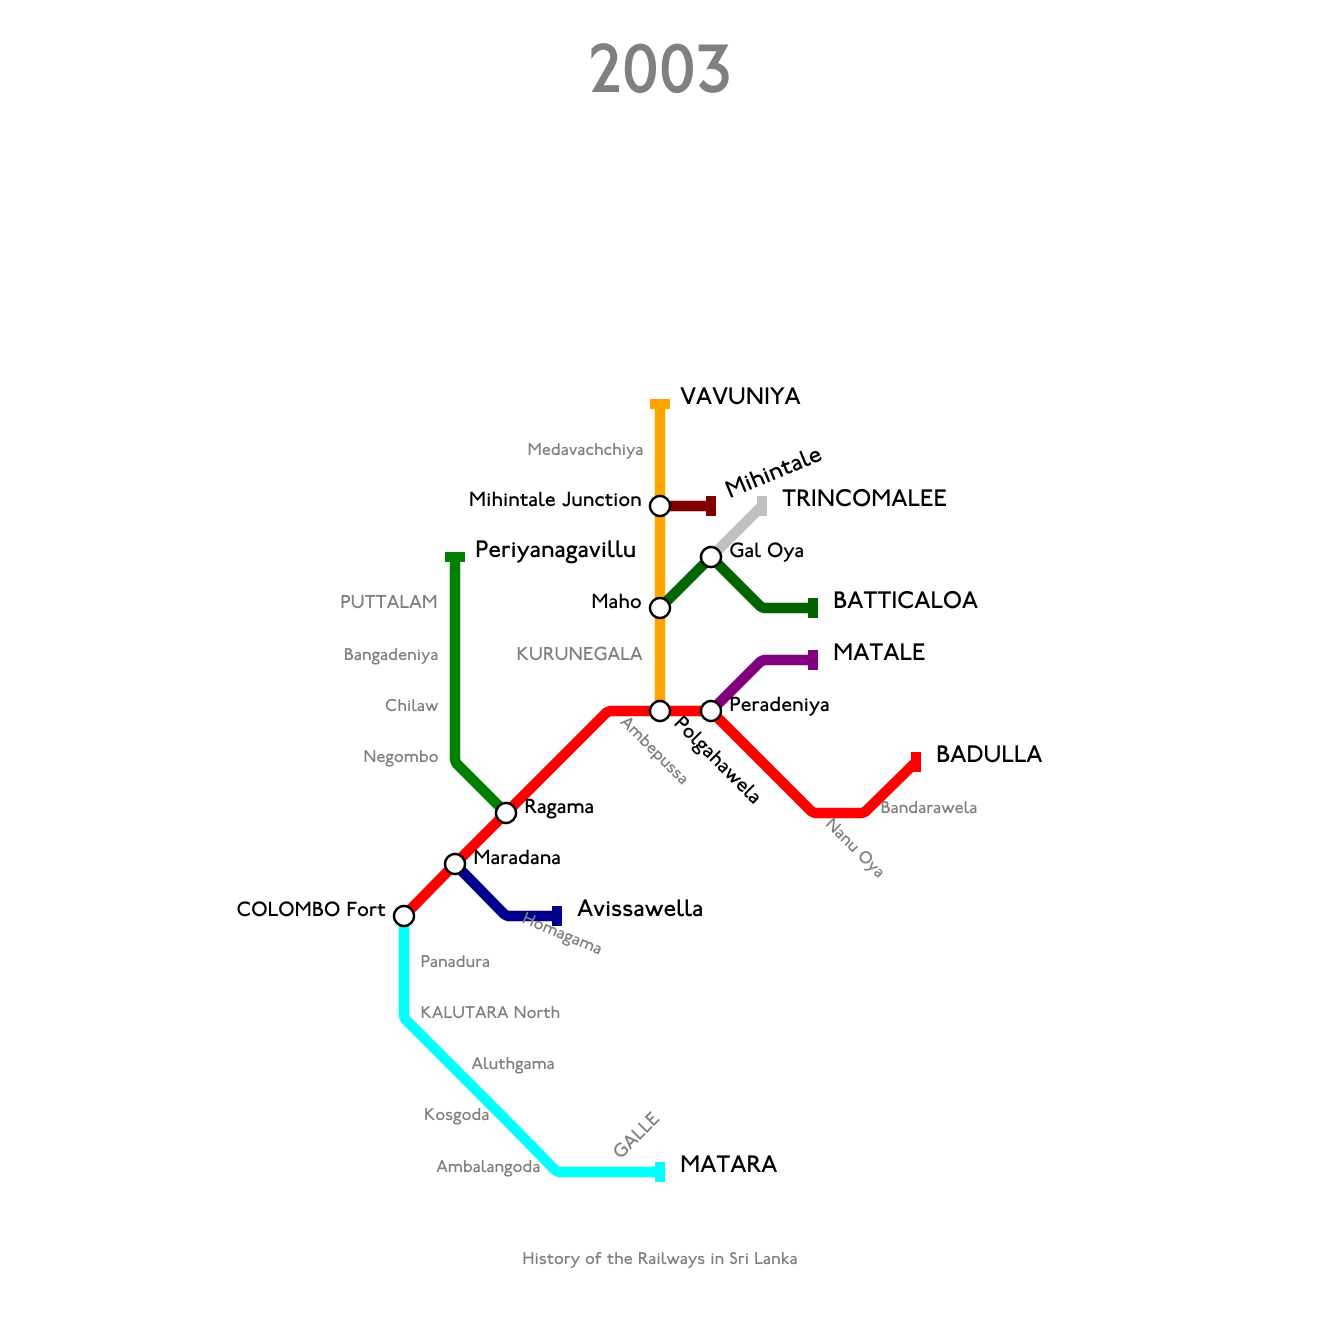 2003
VAVUNIYA
Medavachchiya
Mihintale
Mihintale Junction
TRINCOMALEE
Periyanagavillu
Gal Oya
PUTTALAM
Maho
BATTICALOA
Bangadeniya
KURUNEGALA
MATALE
Chilaw
Peradeniya
Polgahawela
Ambepussa
Negombo
BADULLA
Ragama
Bandarawela
Nanu Oya
Maradana
COLOMBO Fort
Avissawella
Homagama
Panadura
KALUTARA North
Aluthgama
Kosgoda
GALLE
Ambalangoda
MATARA
History of the Railways in Sri Lanka